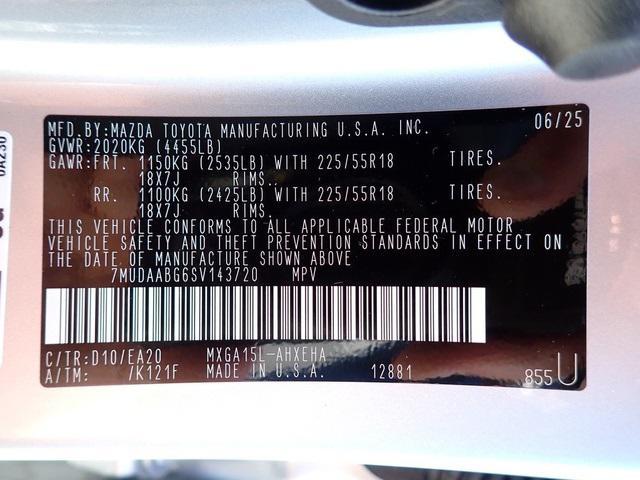 MFD.BY:MAZDA TOYOTA MANUFACTURING U.S.A. INC. 06/25
GVWR:2020KG (4455LB)
GAWR:FRT. 1150KG (2535LB) WITH 225/55R18 TIRES.
18X7J RIMS..
RR. 1100KG (2425LB) WITH 225/55R18 TIRES.
18X7J. RIMS.
THIS VEHICLE CONFORMS TO ALL APPLICABLE FEDERAL MOTOR
VEHICLE SAFETY AND THEFT PREVENTION STANDARDS IN EFFECT ON
THE DATE OF MANUFACTURE SHOWN ABOVE
7MUDAABG6SV143720 MPV
C/TR:D10/EA20 MXGA15L-AHXEHA
A/TM: /K121F MADE IN U.S.A. 12881
855 U
0A230